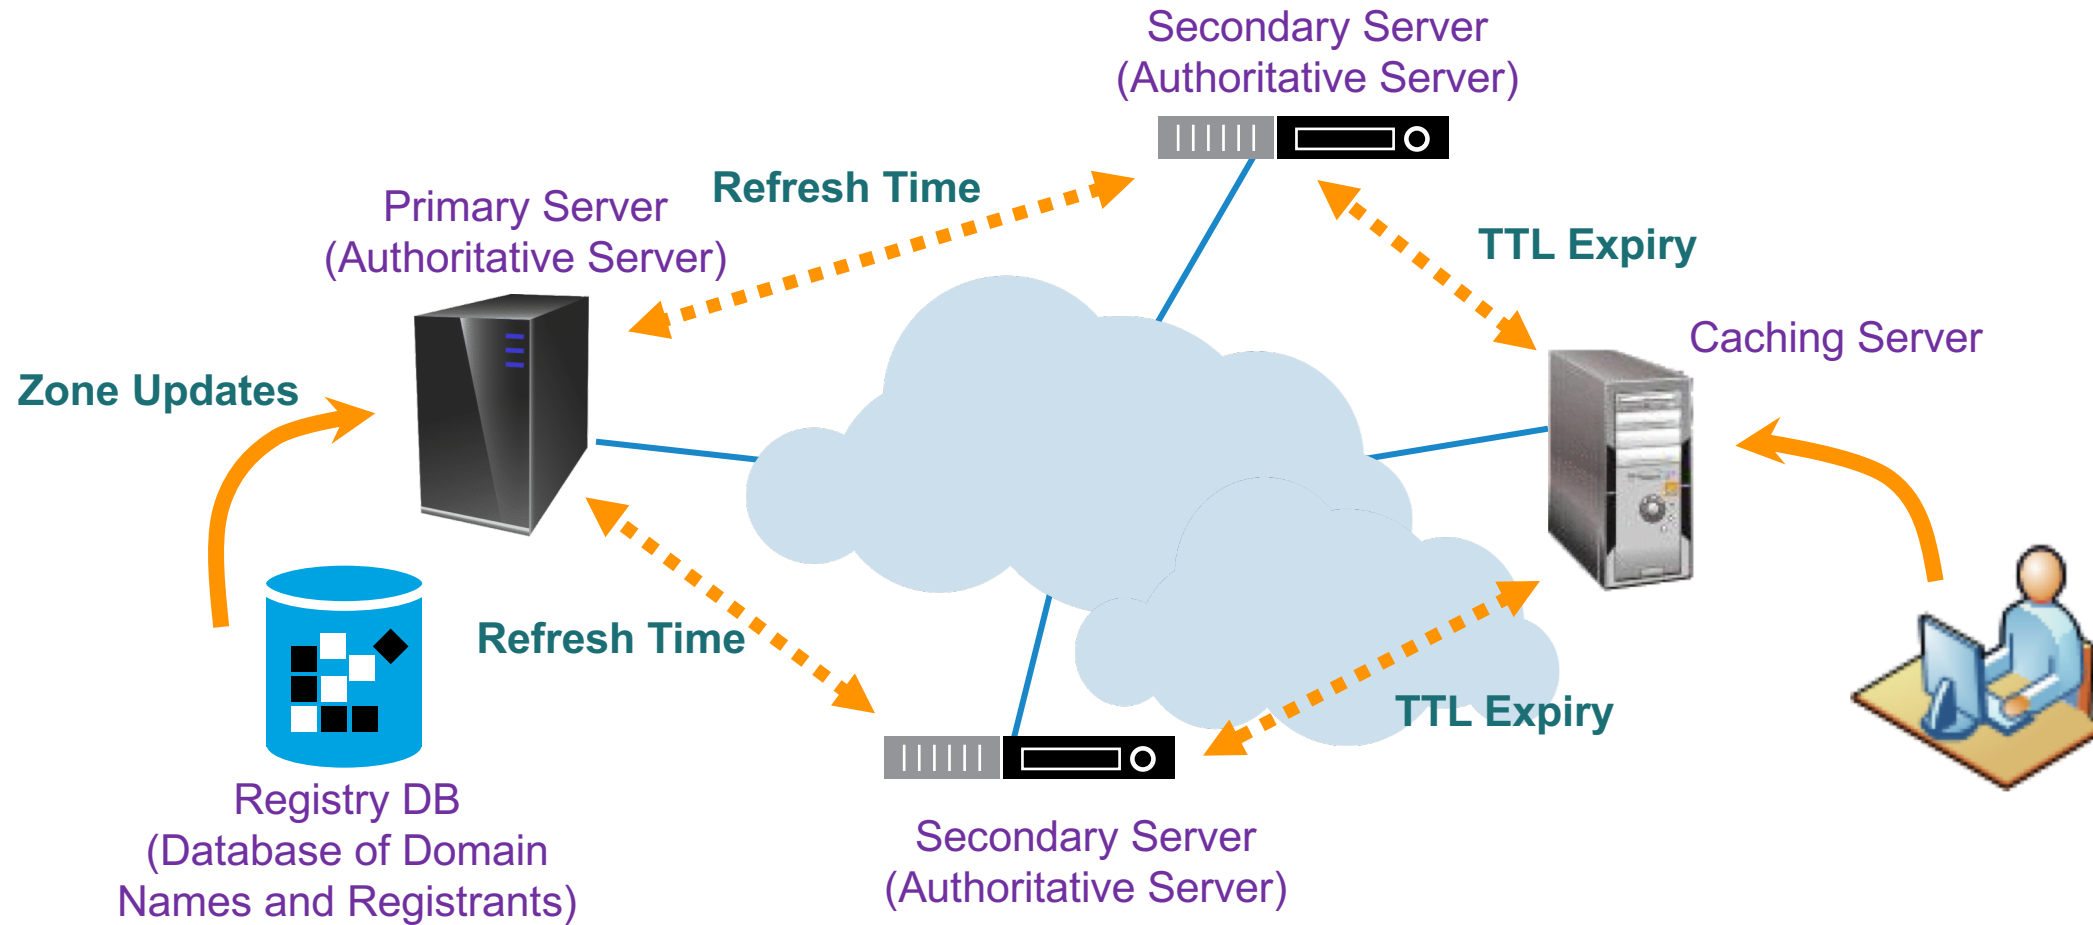 Secondary Server
(Authoritative Server)
Refresh Time
Primary Server
(Authoritative Server)
TTL Expiry
Caching Server
Zone Updates
Refresh Time
TTL Expiry
Registry DB
(Database of Domain
Names and Registrants)
Secondary Server
(Authoritative Server)